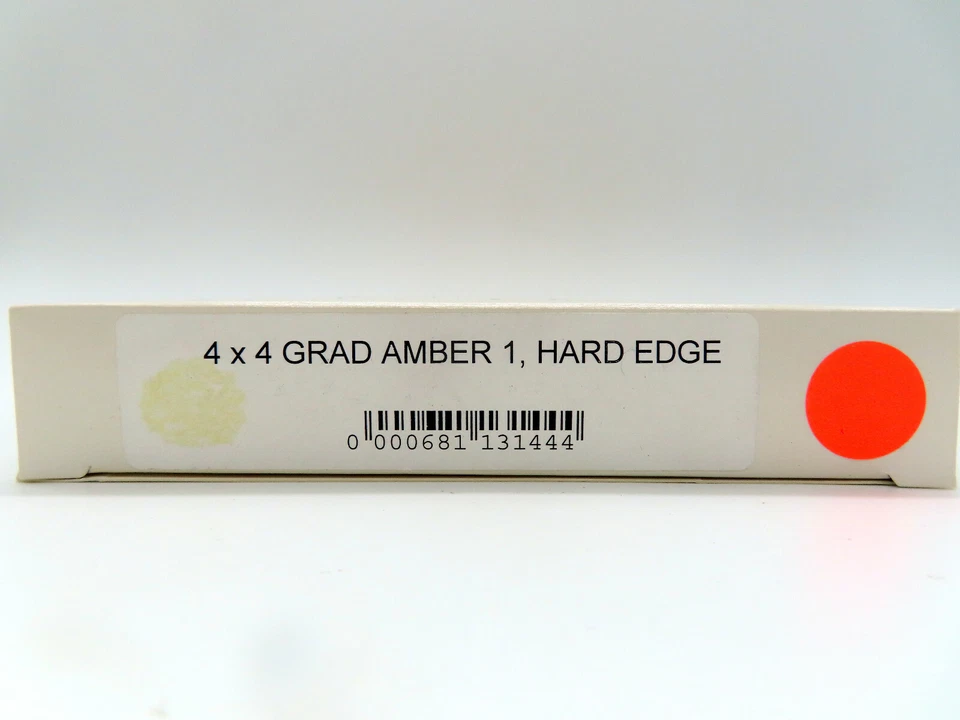 4 x 4 GRAD AMBER 1, HARD EDGE
0 000681 131444